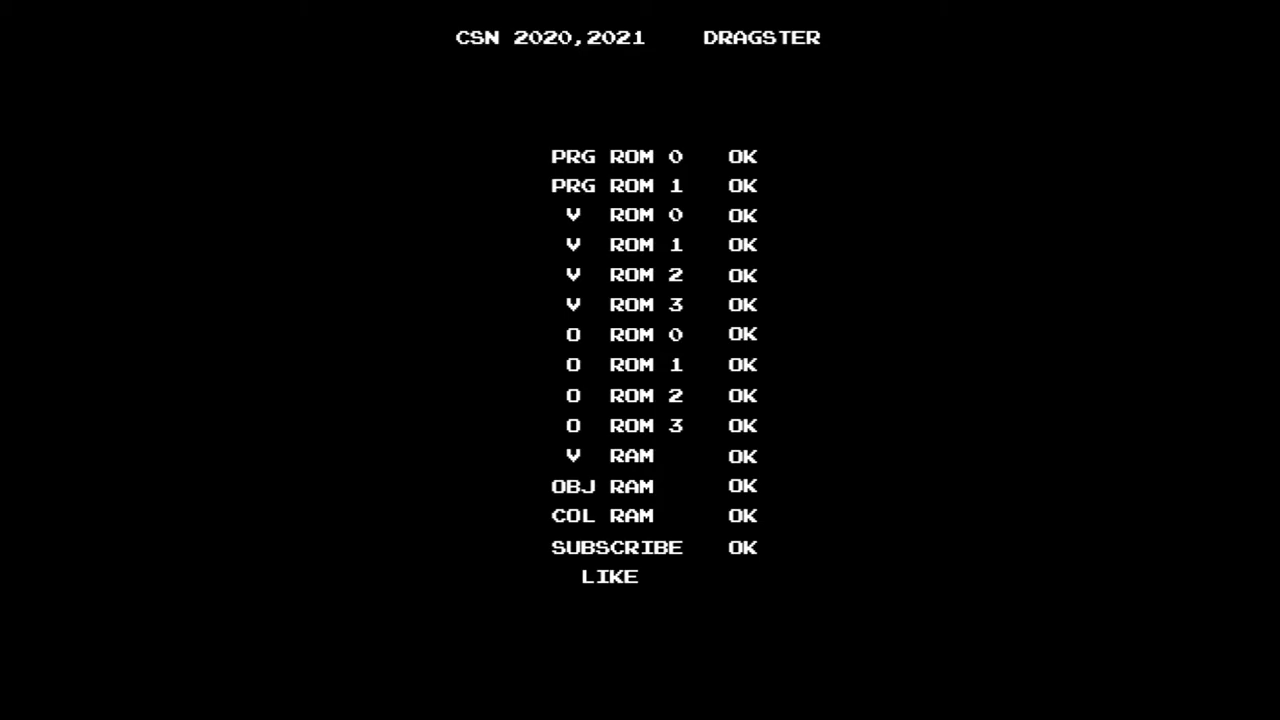 CSN 2020,2021 DRAGSTER
PRG ROM 0 OK
PRG ROM 1 OK
V ROM 0 OK
V ROM 1 OK
V ROM 2 OK
V ROM 3 OK
O ROM 0 OK
O ROM 1 OK
O ROM 2 OK
O ROM 3 OK
V RAM OK
OBJ RAM OK
COL RAM OK
SUBSCRIBE OK
LIKE